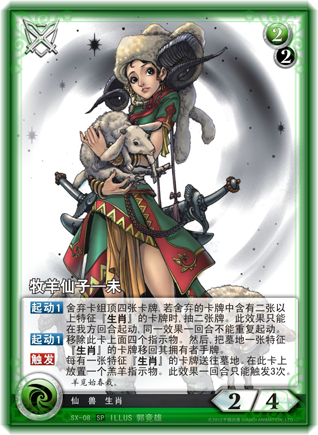 2
2
牧羊仙子─未
起动1 舍弃卡组顶四张卡牌.若舍弃的卡牌中含有二张以
上特征『生肖』的卡牌时,抽二张牌。此效果只能
在我方回合起动,同一效果一回合不能重复起动。
起动1 移除此卡上面四个指示物。然后,把墓地一张特征
『生肖』的卡牌移回其拥有者手牌。
触发 每有一张特征『生肖』的卡牌送往墓地,在此卡上
放置一个羔羊指示物。此效果一回合只能触发3次.
羊觅始春栽.
仙 兽 生肖
2 / 4
SX-08 SP ILLUS 郭壹雄